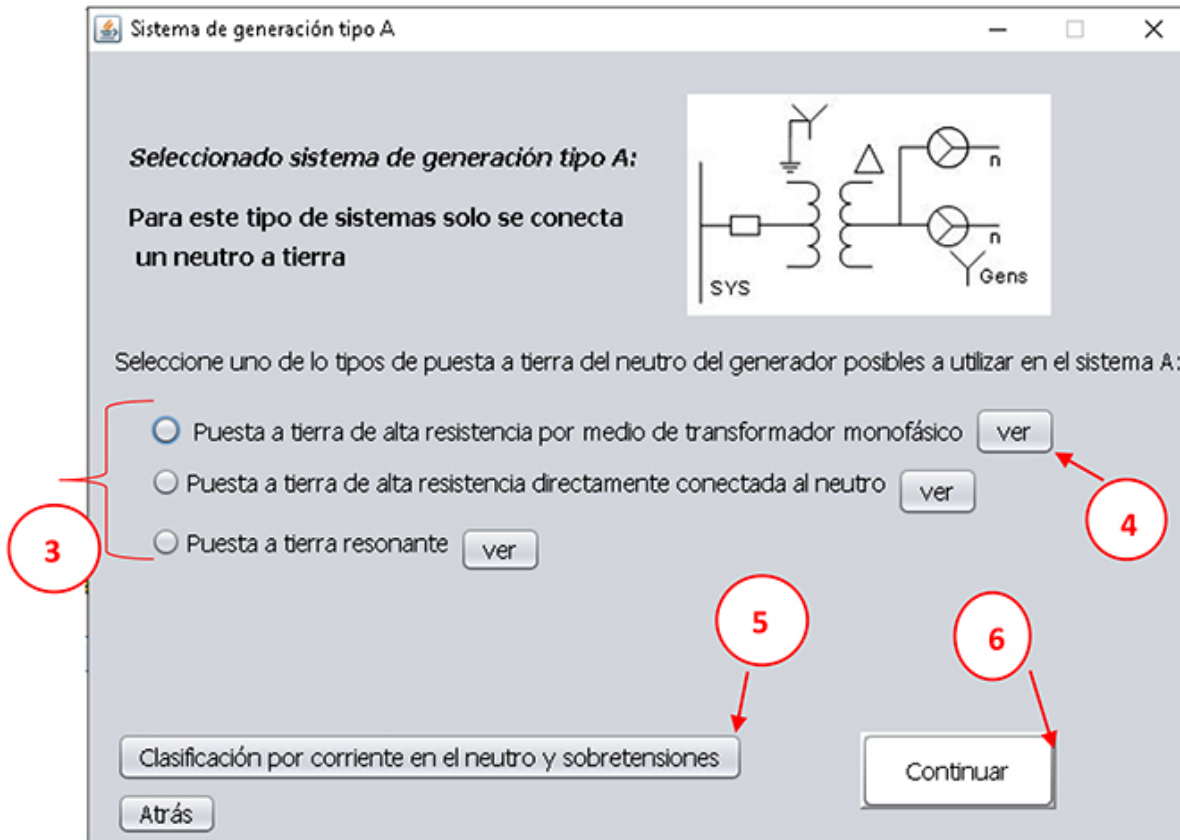 Sistema de generación tipo A
Seleccionado sistema de generación tipo A:
Para este tipo de sistemas solo se conecta
un neutro a tierra
n
n
Gens
SYS
Seleccione uno de lo tipos de puesta a tierra del neutro del generador posibles a utilizar en el sistema A:
Puesta a tierra de alta resistencia por medio de transformador monofásico ver
Puesta a tierra de alta resistencia directamente conectada al neutro ver
Puesta a tierra resonante ver
3
4
5
6
Clasificación por corriente en el neutro y sobretensiones
Continuar
Atrás